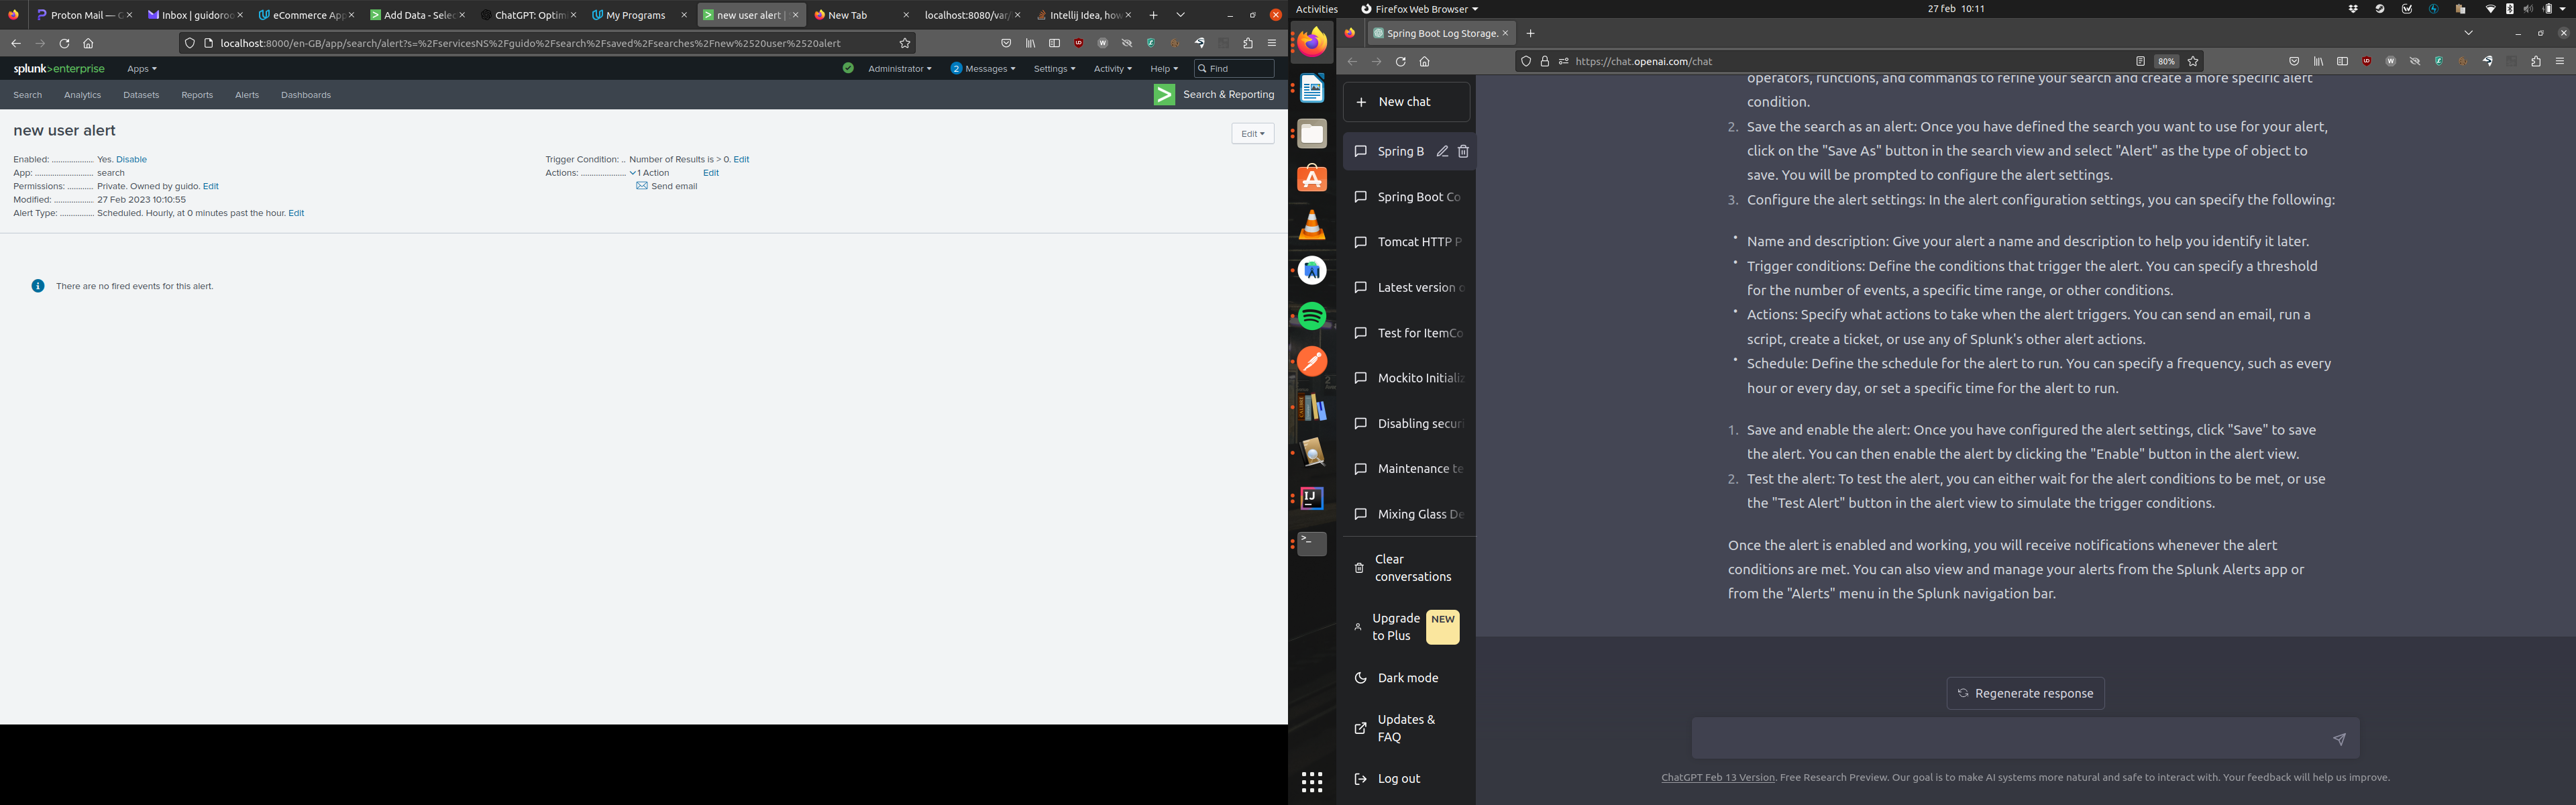 Proton Mail — G
Inbox | guidoroo
eCommerce App
Add Data - Selec
ChatGPT: Optim
My Programs
new user alert |
New Tab
localhost:8080/var/
Intellij Idea, how
localhost:8000/en-GB/app/search/alert?s=%2FservicesNS%2Fguido%2Fsearch%2Fsaved%2Fsearches%2Fnew%2520user%2520alert
splunk>enterprise
Apps
Administrator
2 Messages
Settings
Activity
Help
Find
Search
Analytics
Datasets
Reports
Alerts
Dashboards
Search & Reporting
new user alert
Edit
Enabled: .................... Yes. Disable
App: ............................ search
Permissions: ............ Private. Owned by guido. Edit
Modified: ................... 27 Feb 2023 10:10:55
Alert Type: ................ Scheduled. Hourly, at 0 minutes past the hour. Edit
Trigger Condition: .. Number of Results is > 0. Edit
Actions: ..................... 1 Action Edit
Send email
There are no fired events for this alert.
Activities
Firefox Web Browser
27 feb 10:11
Spring Boot Log Storage.
https://chat.openai.com/chat
80%
New chat
Spring B
Spring Boot Co
Tomcat HTTP P
Latest version o
Test for ItemCo
Mockito Initializ
Disabling securi
Maintenance te
Mixing Glass De
Clear
conversations
Upgrade
to Plus
NEW
Dark mode
Updates &
FAQ
Log out
operators, functions, and commands to refine your search and create a more specific alert
condition.
2. Save the search as an alert: Once you have defined the search you want to use for your alert,
click on the "Save As" button in the search view and select "Alert" as the type of object to
save. You will be prompted to configure the alert settings.
3. Configure the alert settings: In the alert configuration settings, you can specify the following:
• Name and description: Give your alert a name and description to help you identify it later.
• Trigger conditions: Define the conditions that trigger the alert. You can specify a threshold
for the number of events, a specific time range, or other conditions.
• Actions: Specify what actions to take when the alert triggers. You can send an email, run a
script, create a ticket, or use any of Splunk's other alert actions.
• Schedule: Define the schedule for the alert to run. You can specify a frequency, such as every
hour or every day, or set a specific time for the alert to run.
1. Save and enable the alert: Once you have configured the alert settings, click "Save" to save
the alert. You can then enable the alert by clicking the "Enable" button in the alert view.
2. Test the alert: To test the alert, you can either wait for the alert conditions to be met, or use
the "Test Alert" button in the alert view to simulate the trigger conditions.
Once the alert is enabled and working, you will receive notifications whenever the alert
conditions are met. You can also view and manage your alerts from the Splunk Alerts app or
from the "Alerts" menu in the Splunk navigation bar.
Regenerate response
ChatGPT Feb 13 Version. Free Research Preview. Our goal is to make AI systems more natural and safe to interact with. Your feedback will help us improve.